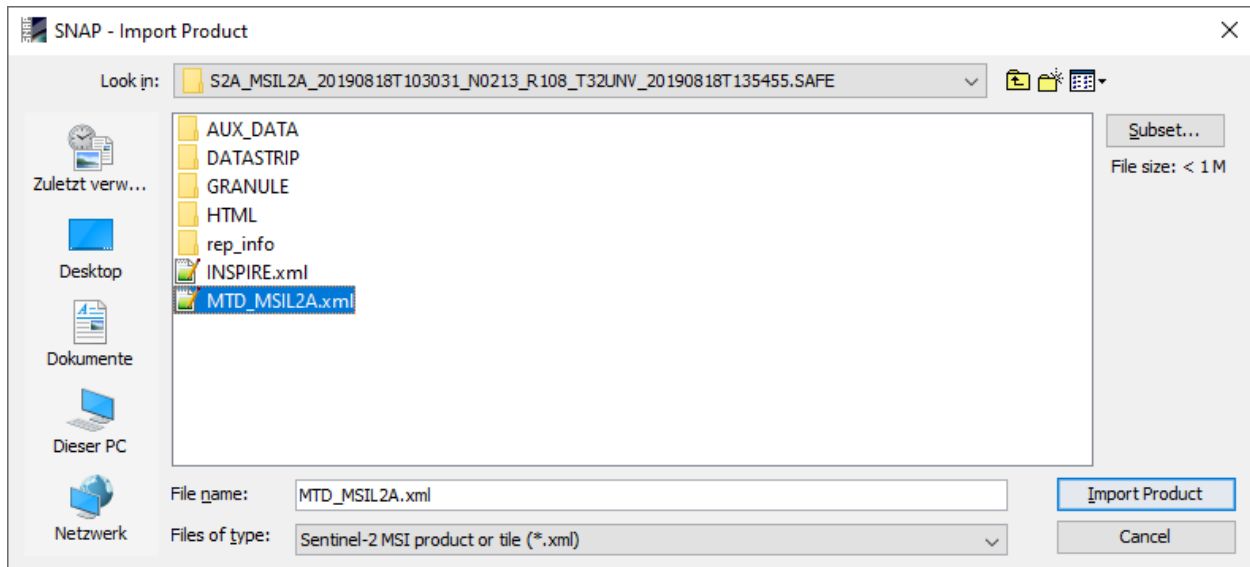 SNAP - Import Product
Look in:
S2A_MSIL2A_20190818T103031_N0213_R108_T32UNV_20190818T135455.SAFE
Zuletzt verw...
Desktop
Dokumente
Dieser PC
Netzwerk
AUX_DATA
DATASTRIP
GRANULE
HTML
rep_info
INSPIRE.xml
MTD_MSIL2A.xml
Subset...
File size: < 1 M
File name:
MTD_MSIL2A.xml
Import Product
Files of type:
Sentinel-2 MSI product or tile (*.xml)
Cancel